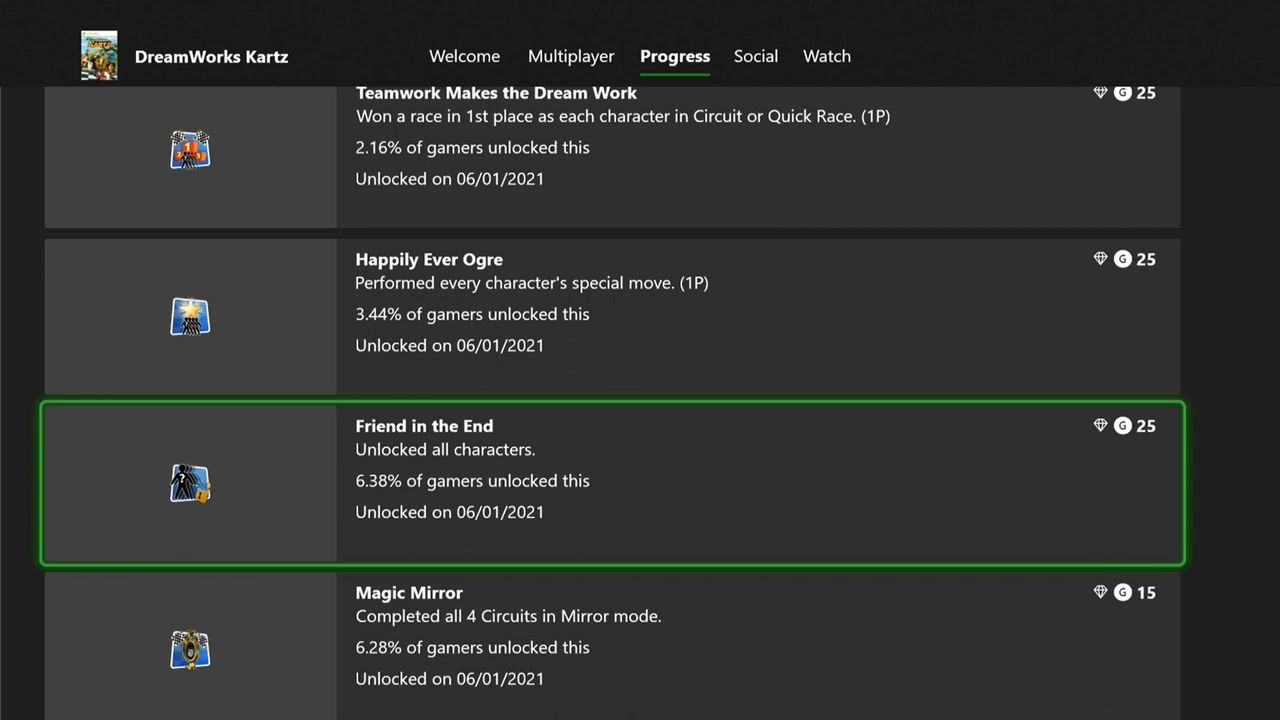 DreamWorks Kartz
Welcome
Multiplayer
Progress
Social
Watch
Teamwork Makes the Dream Work
G 25
Won a race in 1st place as each character in Circuit or Quick Race. (1P)
2.16% of gamers unlocked this
Unlocked on 06/01/2021
Happily Ever Ogre
G 25
Performed every character's special move. (1P)
3.44% of gamers unlocked this
Unlocked on 06/01/2021
Friend in the End
G 25
Unlocked all characters.
6.38% of gamers unlocked this
Unlocked on 06/01/2021
Magic Mirror
G 15
Completed all 4 Circuits in Mirror mode.
6.28% of gamers unlocked this
Unlocked on 06/01/2021